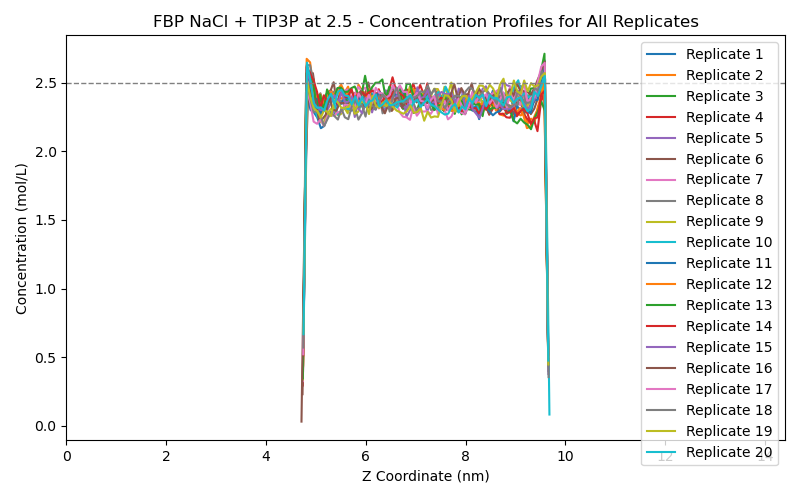 FBP NaCl + TIP3P at 2.5 - Concentration Profiles for All Replicates
Concentration (mol/L)
2.5
2.0
1.5
1.0
0.5
0.0
0 2 4 6 8 10 12 14
Z Coordinate (nm)
Replicate 1
Replicate 2
Replicate 3
Replicate 4
Replicate 5
Replicate 6
Replicate 7
Replicate 8
Replicate 9
Replicate 10
Replicate 11
Replicate 12
Replicate 13
Replicate 14
Replicate 15
Replicate 16
Replicate 17
Replicate 18
Replicate 19
Replicate 20